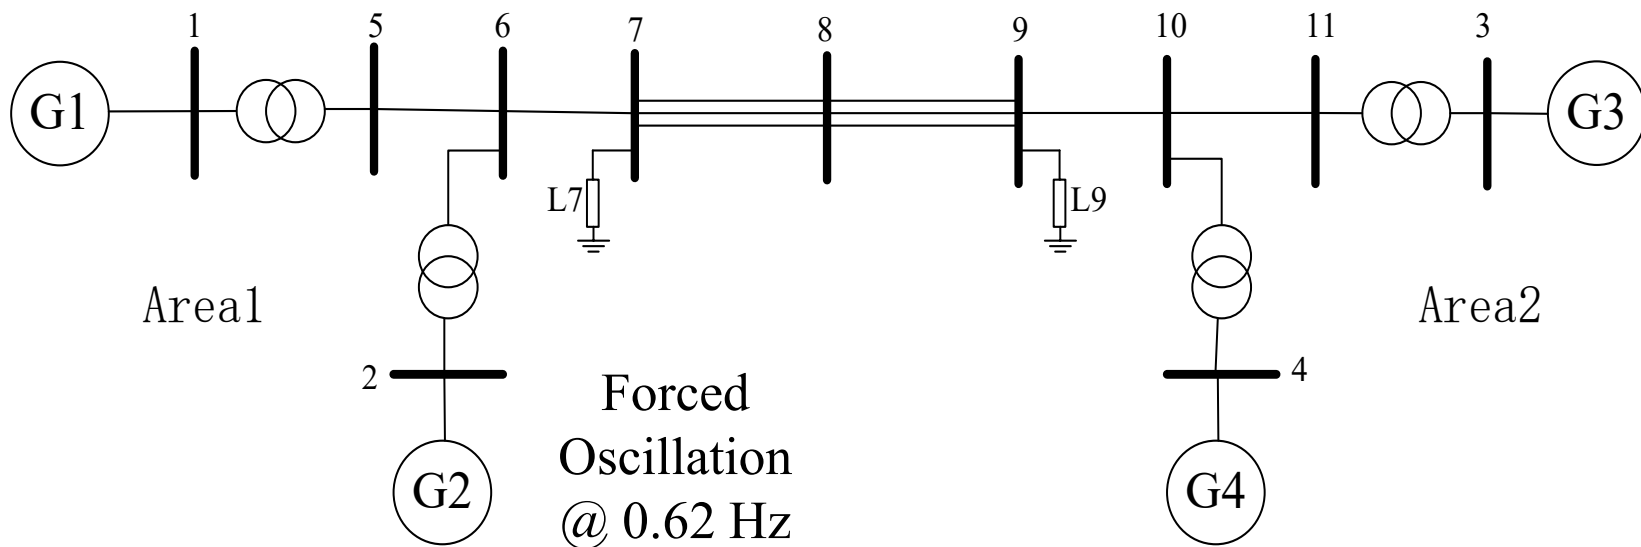 1
5
6
7
8
9
10
11
3
G1
G3
L7
L9
Area1
Area2
2
4
Forced
Oscillation
@ 0.62 Hz
G2
G4